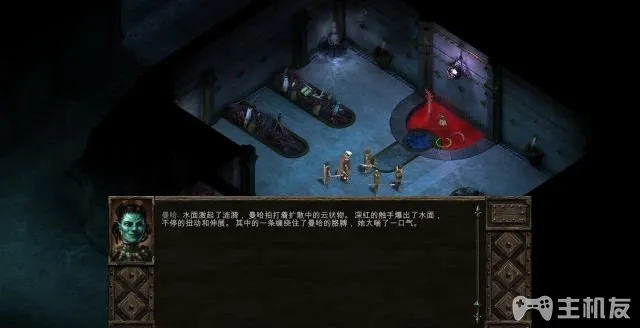 曼哈: 水面激起了涟漪，曼哈拍打着扩散中的云状物。 深红的触手爆出了水面，
不停的扭动和伸展。 其中的一条缠绕住了曼哈的胳膊，她大喘了一口气。
主机友